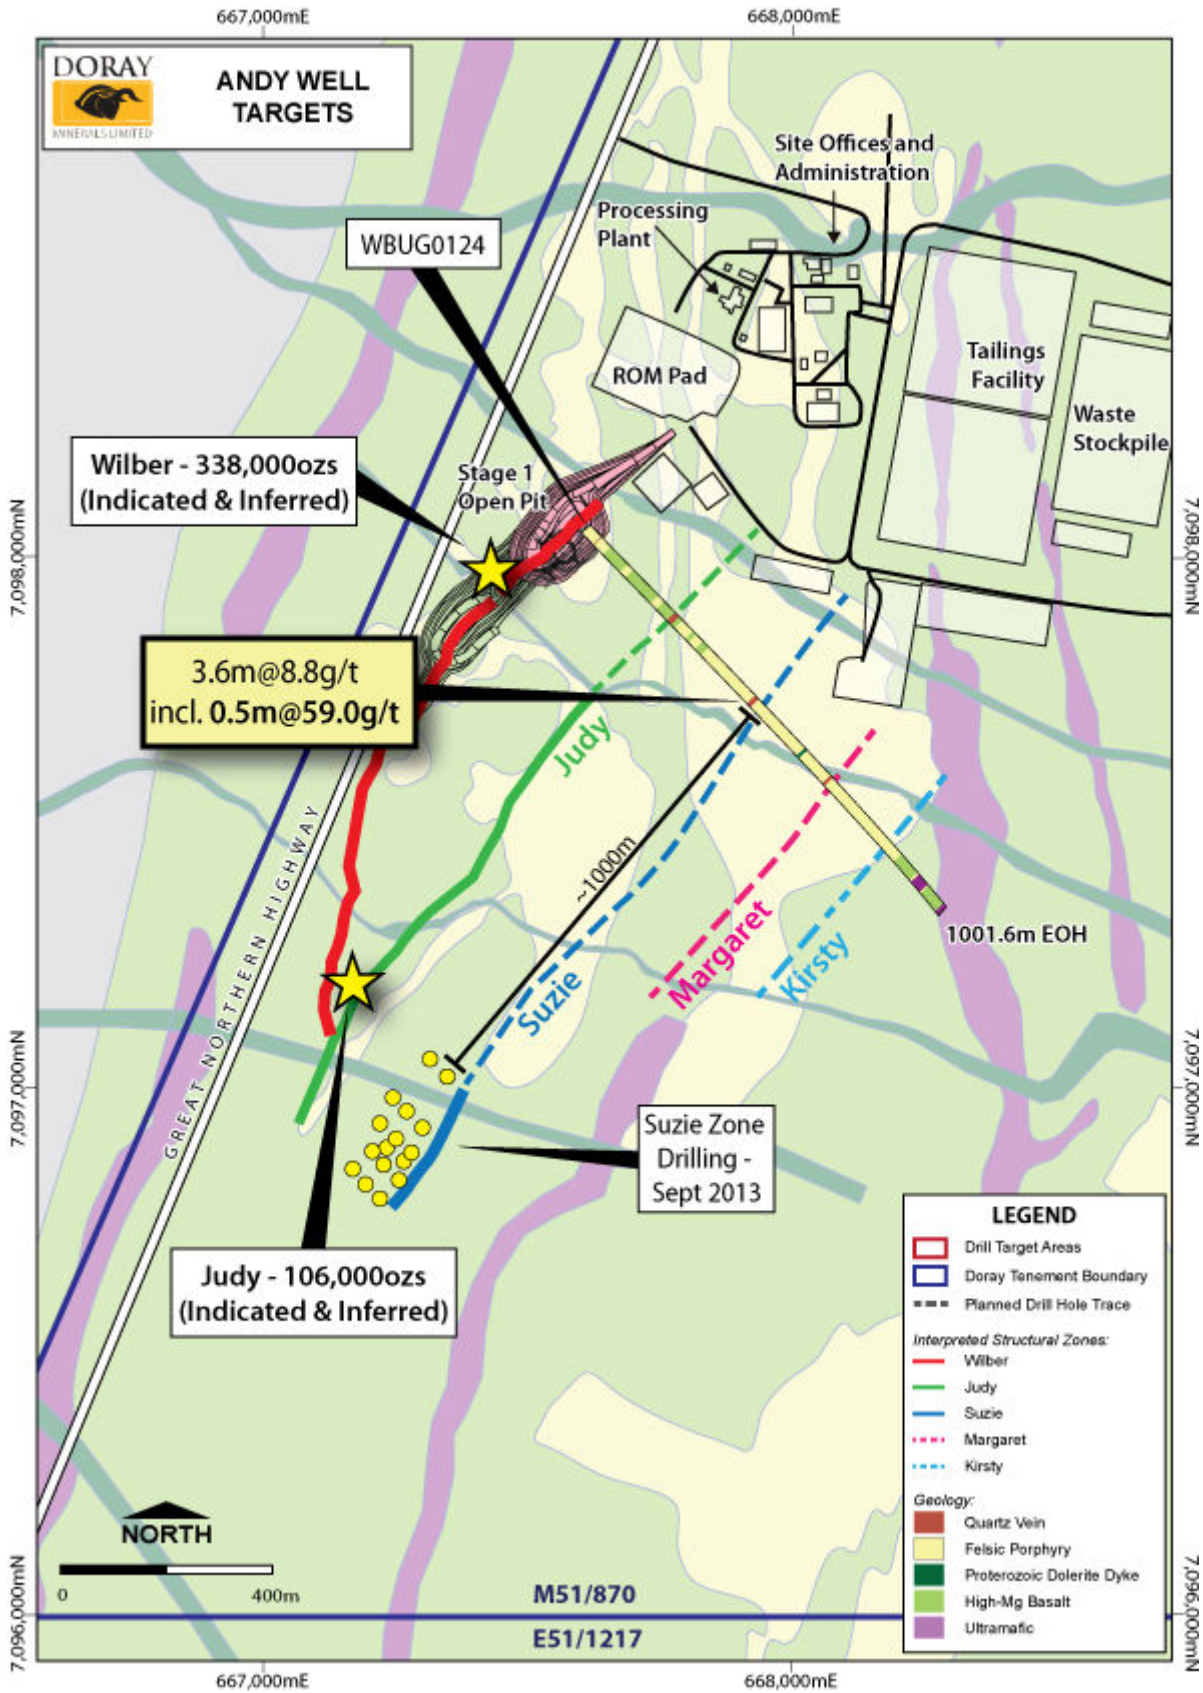 667,000mE
668,000mE
DORAY
MINERALS LIMITED
ANDY WELL
TARGETS
Site Offices and
Administration
Processing
Plant
WBUG0124
ROM Pad
Tailings
Facility
Waste
Stockpile
Wilber - 338,000ozs
(Indicated & Inferred)
Stage 1
Open Pit
7,098,000mN
7,098,000mN
3.6m@8.8g/t
incl. 0.5m@59.0g/t
Judy
~1000m
GREAT NORTHERN HIGHWAY
Suzie
Margaret
Kirsty
1001.6m EOH
7,097,000mN
7,097,000mN
Suzie Zone
Drilling -
Sept 2013
Judy - 106,000ozs
(Indicated & Inferred)
LEGEND
Drill Target Areas
Doray Tenement Boundary
Planned Drill Hole Trace
Interpreted Structural Zones:
Wilber
Judy
Suzie
Margaret
Kirsty
Geology:
Quartz Vein
Felsic Porphyry
Proterozoic Dolerite Dyke
High-Mg Basalt
Ultramafic
NORTH
0
400m
M51/870
E51/1217
7,096,000mN
7,096,000mN
667,000mE
668,000mE